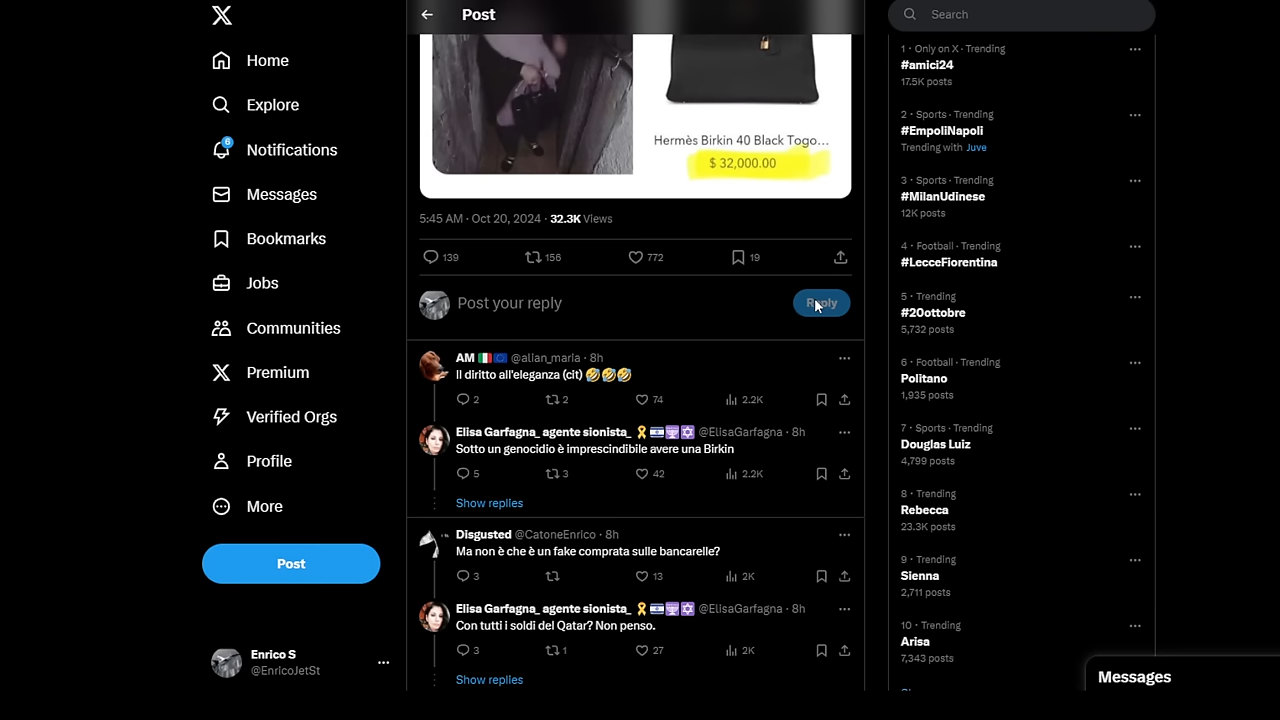 Home
Explore
6
Notifications
Messages
Bookmarks
Jobs
Communities
Premium
Verified Orgs
Profile
More
Post
Enrico S
@EnricoJetSt
Post
Hermès Birkin 40 Black Togo...
$ 32,000.00
5:45 AM · Oct 20, 2024 · 32.3K Views
139 156 772 19
Post your reply
Reply
AM @allan_maria · 8h
Il diritto all'eleganza (cit) 🤣🤣🤣
2 2 74 2.2K
Elisa Garfagna_ agente sionista_ @ElisaGarfagna · 8h
Sotto un genocidio è imprescindibile avere una Birkin
5 3 42 2.2K
Show replies
Disgusted @CatoneEnrico · 8h
Ma non è che è un fake comprata sulle bancarelle?
3 13 2K
Elisa Garfagna_ agente sionista_ @ElisaGarfagna · 8h
Con tutti i soldi del Qatar? Non penso.
3 1 27 2K
Show replies
Search
1 · Only on X · Trending
#amici24
17.5K posts
2 · Sports · Trending
#EmpoliNapoli
Trending with Juve
3 · Sports · Trending
#MilanUdinese
12K posts
4 · Football · Trending
#LecceFiorentina
5 · Trending
#20ottobre
5,732 posts
6 · Football · Trending
Politano
1,935 posts
7 · Sports · Trending
Douglas Luiz
4,799 posts
8 · Trending
Rebecca
23.3K posts
9 · Trending
Sienna
2,711 posts
10 · Trending
Arisa
7,343 posts
Messages